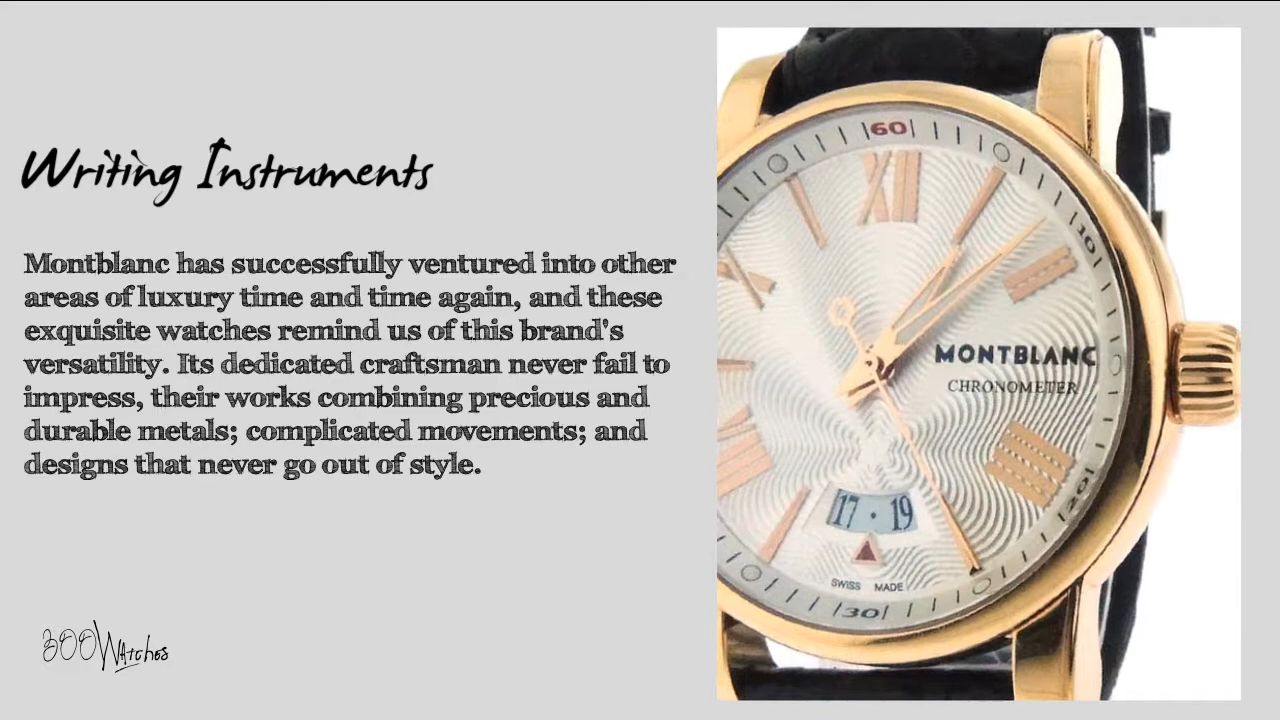 Writing Instruments
Montblanc has successfully ventured into other
areas of luxury time and time again, and these
exquisite watches remind us of this brand's
versatility. Its dedicated craftsman never fail to
impress, their works combining precious and
durable metals; complicated movements; and
designs that never go out of style.
300Watches
60
10
XII
MONTBLANC
CHRONOMETER
20
17 · 19
SWISS MADE
30